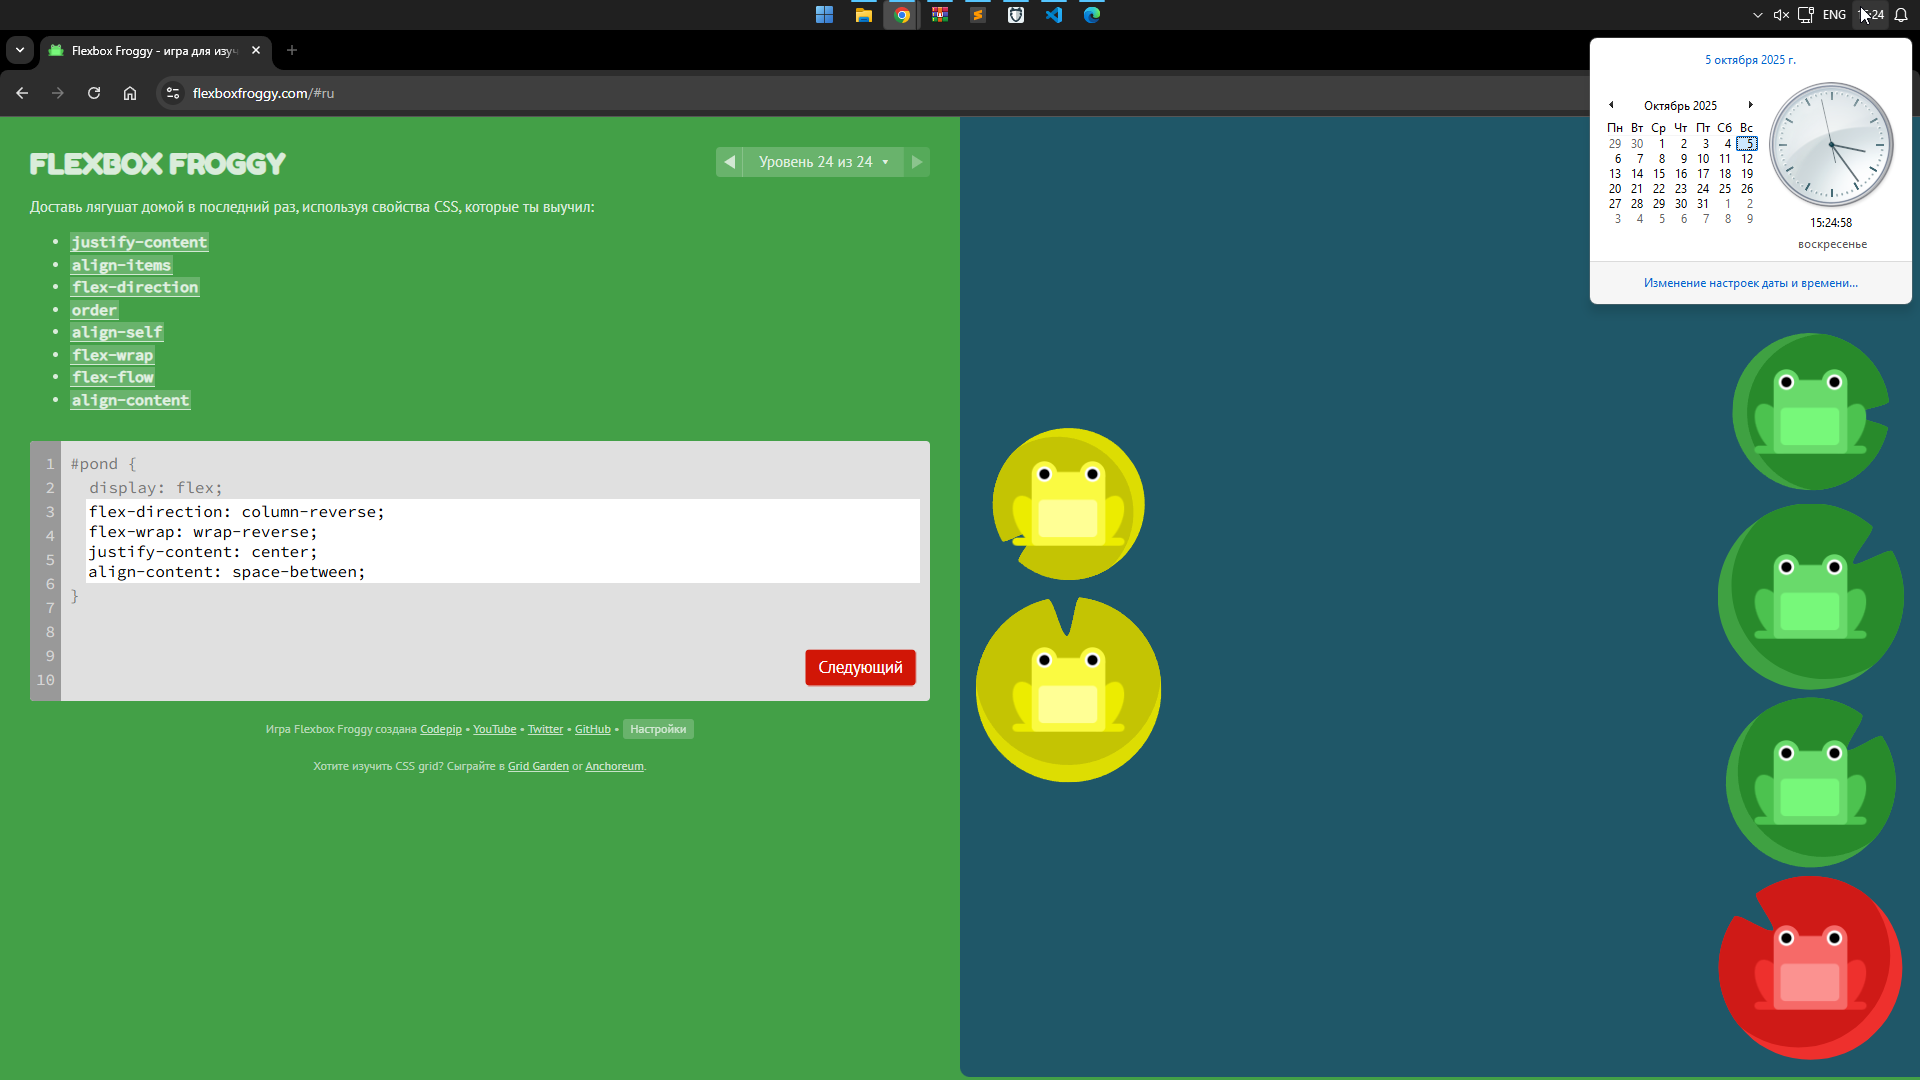 ENG
:24
Flexbox Froggy - игра для изуч
flexboxfroggy.com/#ru
5 октября 2025 г.
Октябрь 2025
Пн Вт Ср Чт Пт Сб Вс
29 30 1 2 3 4 5
6 7 8 9 10 11 12
13 14 15 16 17 18 19
20 21 22 23 24 25 26
27 28 29 30 31 1 2
3 4 5 6 7 8 9
15:24:58
воскресенье
Изменение настроек даты и времени...
FLEXBOX FROGGY
Уровень 24 из 24
Доставь лягушат домой в последний раз, используя свойства CSS, которые ты выучил:
• justify-content
• align-items
• flex-direction
• order
• align-self
• flex-wrap
• flex-flow
• align-content
1 #pond {
2 display: flex;
3 flex-direction: column-reverse;
4 flex-wrap: wrap-reverse;
5 justify-content: center;
6 align-content: space-between;
7 }
8
9
10
Следующий
Игра Flexbox Froggy создана Codepip • YouTube • Twitter • GitHub • Настройки
Хотите изучить CSS grid? Сыграйте в Grid Garden or Anchoreum.